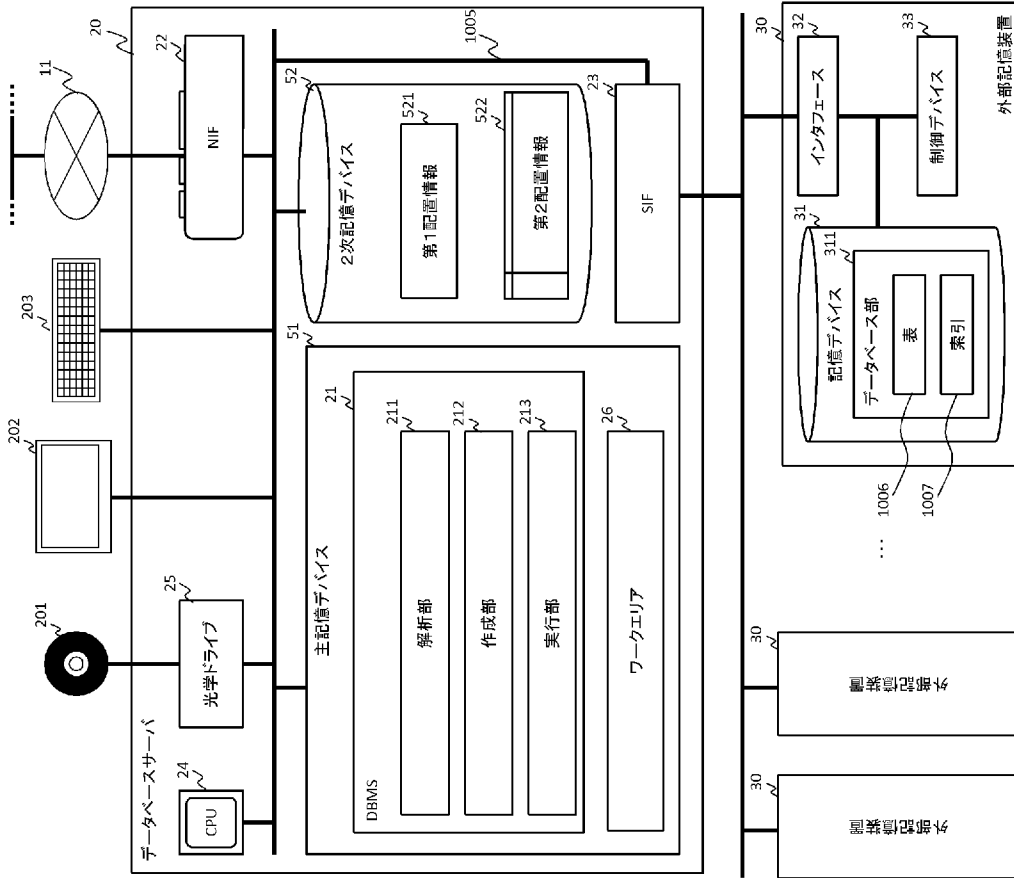 データベースサーバ
20
201
202
203
11
24
CPU
25
光学ドライブ
22
NIF
主記憶デバイス
51
DBMS
21
解析部
211
作成部
212
実行部
213
ワークエリア
26
52
2次記憶デバイス
第1配置情報
521
第2配置情報
522
1005
23
SIF
30
外部記憶装置
30
外部記憶装置
…
30
外部記憶装置
インタフェース
32
制御デバイス
33
31
記憶デバイス
311
データベース部
表
索引
1006
1007